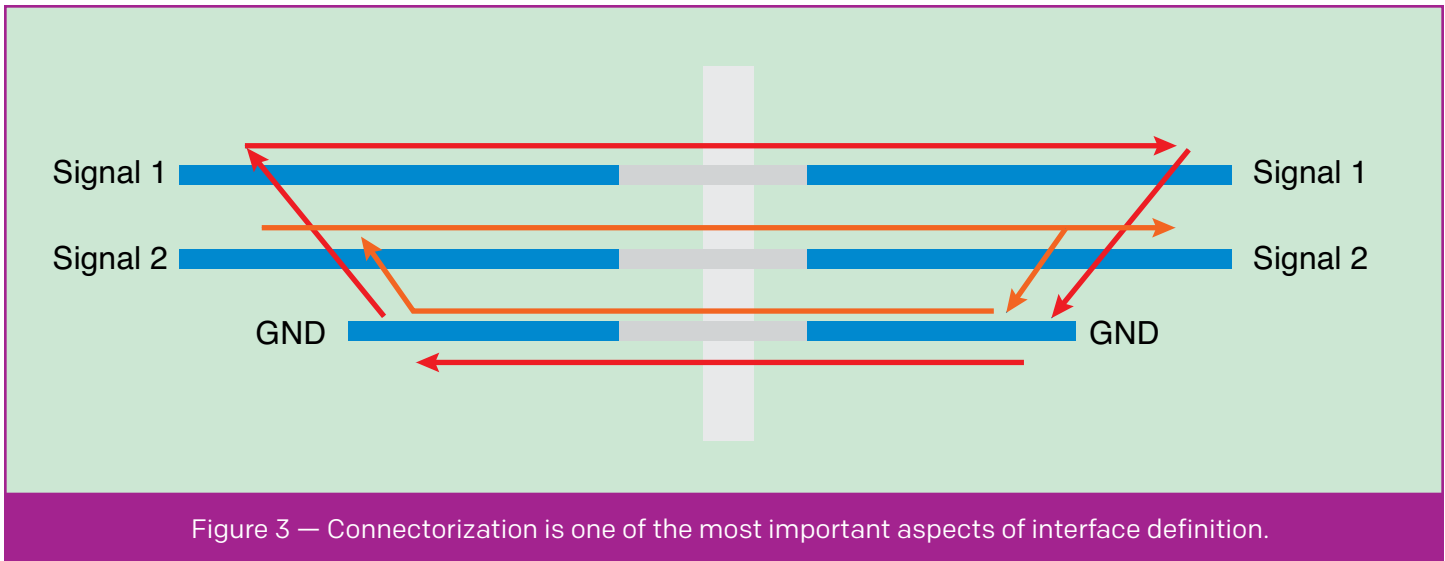 Signal 1
Signal 1
Signal 2
Signal 2
GND
GND
Figure 3 — Connectorization is one of the most important aspects of interface definition.